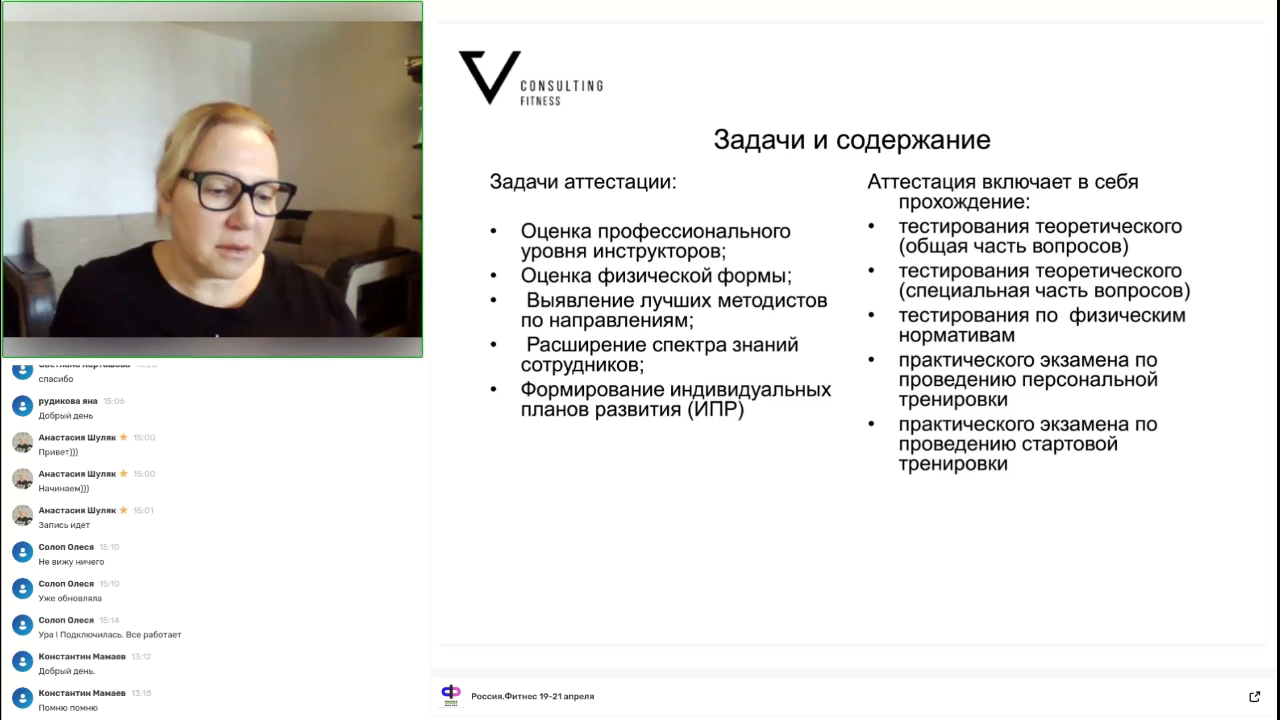 CONSULTING
FITNESS
Задачи и содержание
Задачи аттестации:
• Оценка профессионального
уровня инструкторов;
• Оценка физической формы;
• Выявление лучших методистов
по направлениям;
• Расширение спектра знаний
сотрудников;
• Формирование индивидуальных
планов развития (ИПР)
Аттестация включает в себя
прохождение:
• тестирования теоретического
(общая часть вопросов)
• тестирования теоретического
(специальная часть вопросов)
• тестирования по физическим
нормативам
• практического экзамена по
проведению персональной
тренировки
• практического экзамена по
проведению стартовой
тренировки
Светлана Карташова
спасибо
рудикова яна 15:06
Добрый день
Анастасия Шуляк 15:00
Привет)))
Анастасия Шуляк 15:00
Начинаем)))
Анастасия Шуляк 15:01
Запись идет
Солоп Олеся 15:10
Не вижу ничего
Солоп Олеся 15:10
Уже обновляла
Солоп Олеся 15:14
Ура ! Подключилась. Все работает
Константин Мамаев 13:12
Добрый день.
Константин Мамаев 13:18
Помню помню
Россия.Фитнес 19-21 апреля